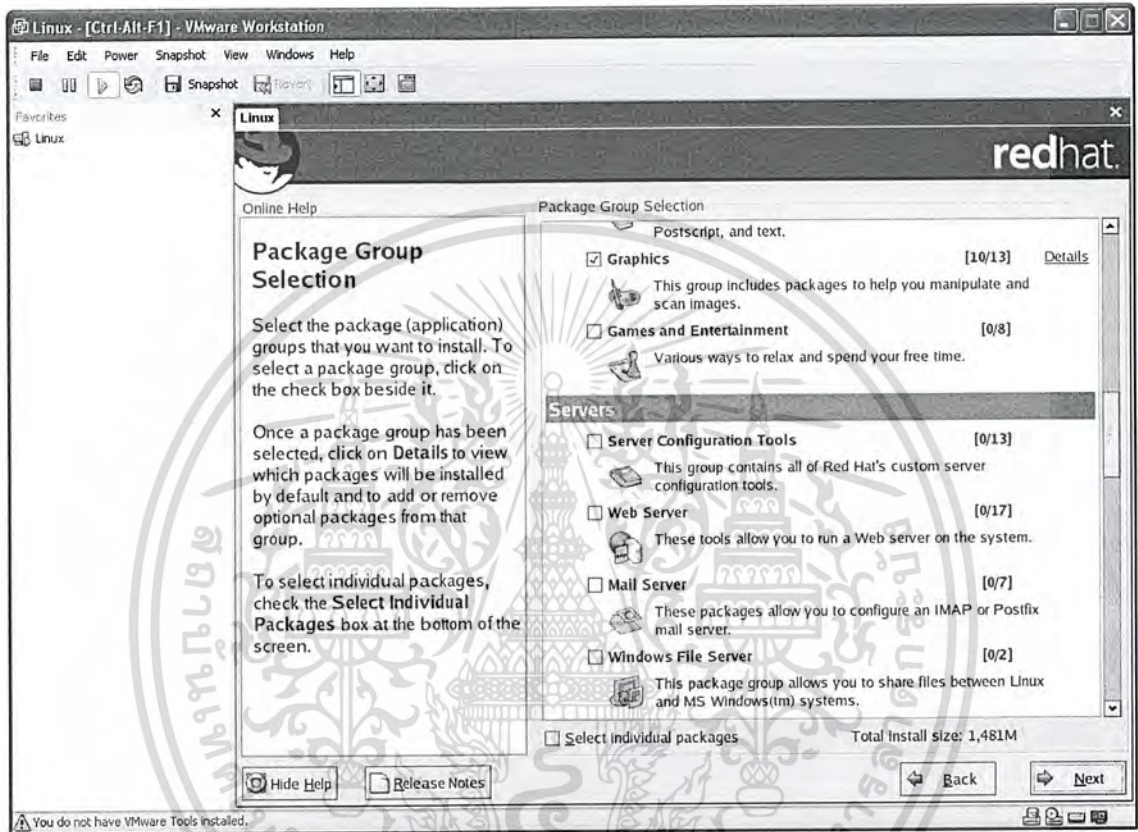 Linux - [Ctrl-Alt-F1] - VMware Workstation
File Edit Power Snapshot View Windows Help
Snapshot Revert
Favorites
Linux
Linux
redhat.
Online Help
Package Group Selection
Package Group
Selection
Select the package (application)
groups that you want to install. To
select a package group, click on
the check box beside it.
Once a package group has been
selected, click on Details to view
which packages will be installed
by default and to add or remove
optional packages from that
group.
To select individual packages,
check the Select Individual
Packages box at the bottom of the
screen.
Postscript, and text.
Graphics [10/13] Details
This group includes packages to help you manipulate and
scan images.
Games and Entertainment [0/8]
Various ways to relax and spend your free time.
Servers
Server Configuration Tools [0/13]
This group contains all of Red Hat's custom server
configuration tools.
Web Server [0/17]
These tools allow you to run a Web server on the system.
Mail Server [0/7]
These packages allow you to configure an IMAP or Postfix
mail server.
Windows File Server [0/2]
This package group allows you to share files between Linux
and MS Windows(tm) systems.
Select individual packages Total install size: 1,481M
Hide Help Release Notes Back Next
You do not have VMware Tools installed.